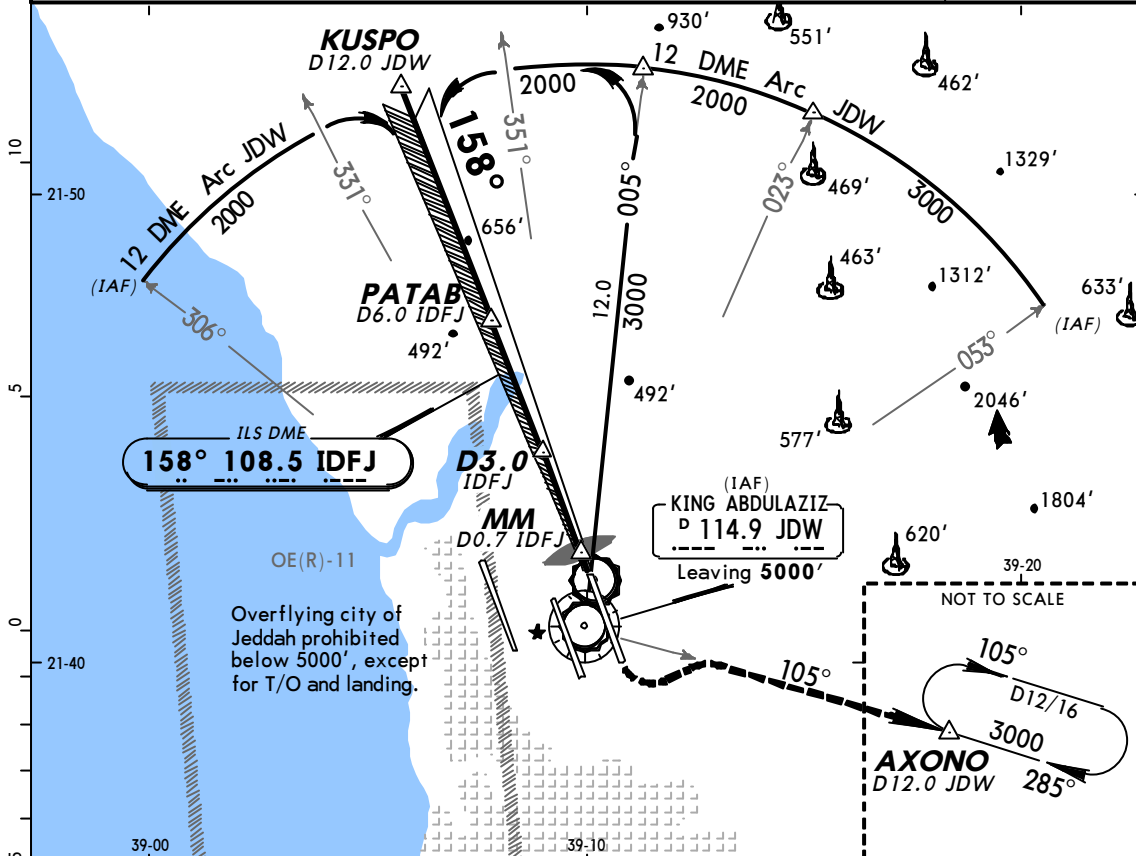 930'
551'
KUSPO
D12.0 JDW
12 DME Arc JDW
2000
2000
462'
10
21-50
12 DME Arc JDW
2000
331°
351°
158°
005°
023°
469'
3000
1329'
656'
(IAF)
306°
PATAB
D6.0 IDFJ
492'
12.0
3000
463'
1312'
633'
(IAF)
053°
5
492'
2046'
577'
ILS DME
158° 108.5 IDFJ
D3.0
IDFJ
(IAF)
KING ABDULAZIZ
D 114.9 JDW
Leaving 5000'
1804'
MM
D0.7 IDFJ
620'
OE(R)-11
39-20
NOT TO SCALE
Overflying city of
Jeddah prohibited
below 5000', except
for T/O and landing.
0
21-40
105°
105°
D12/16
3000
285°
AXONO
D12.0 JDW
39-00
39-10
5